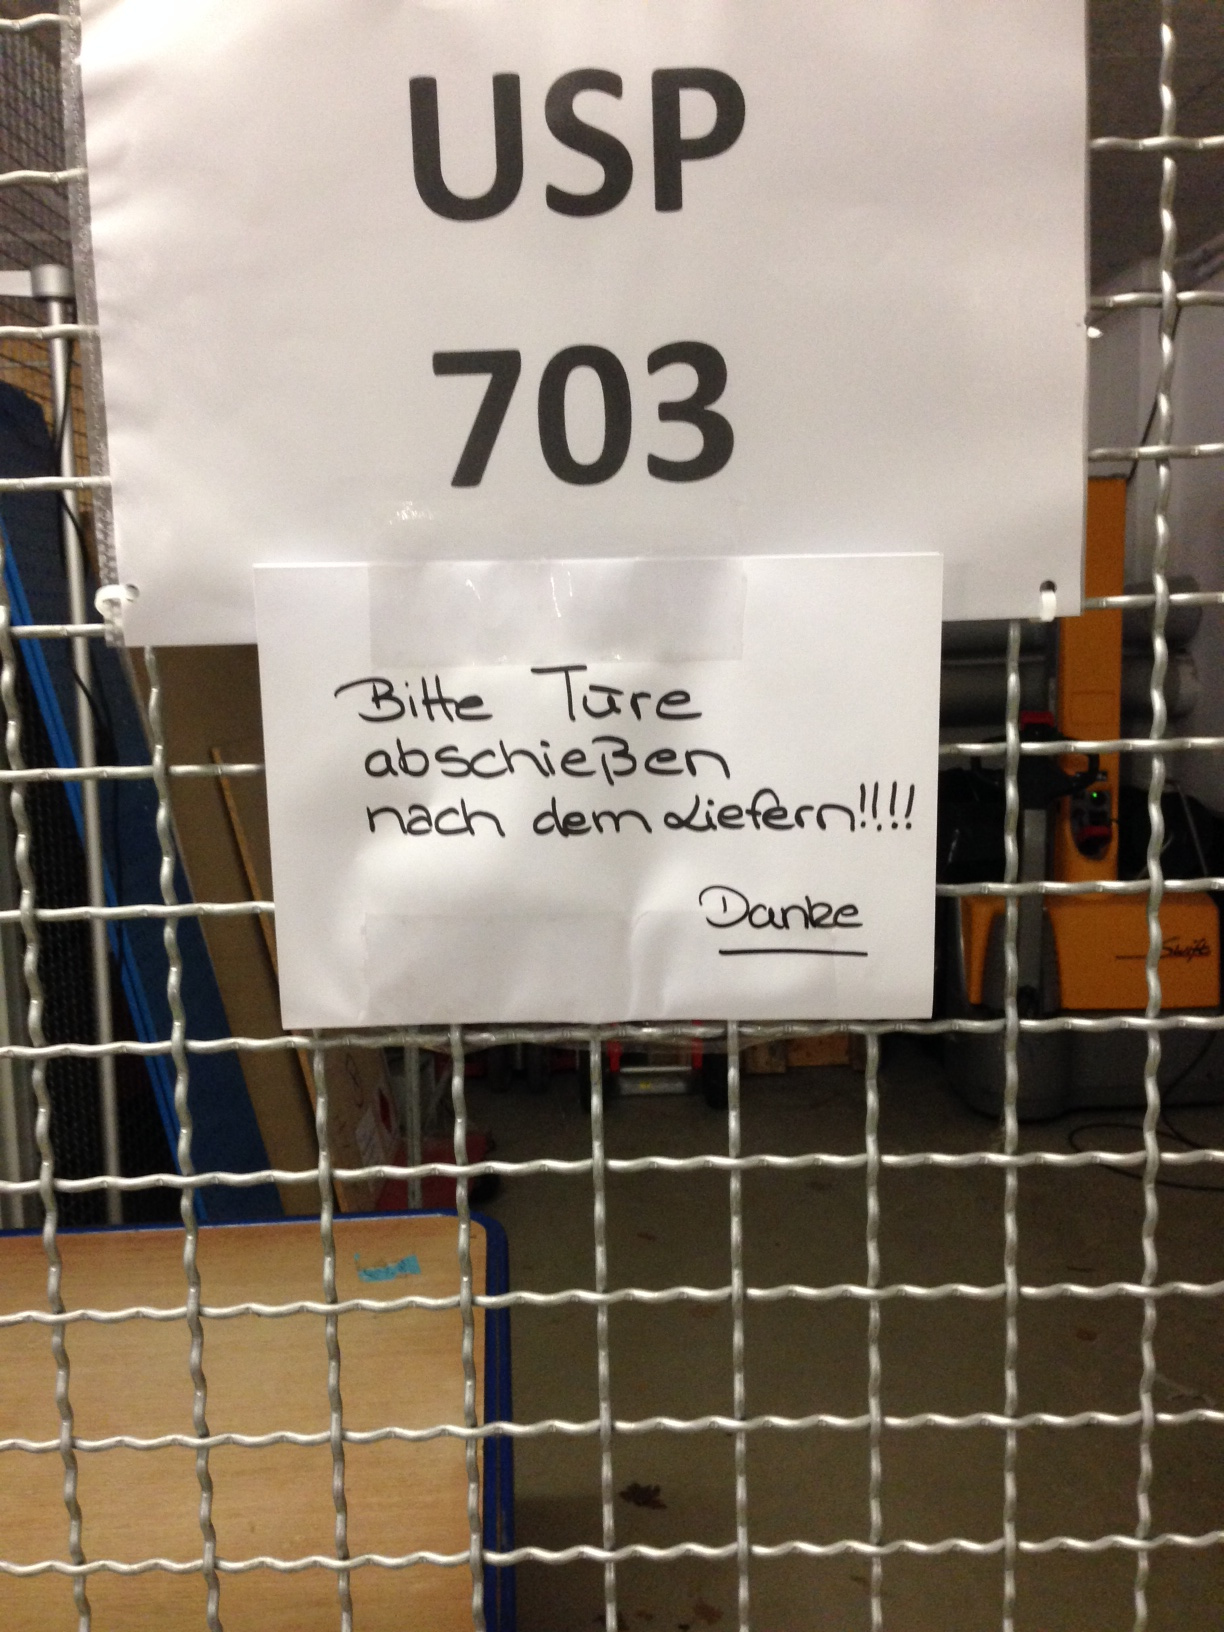 USP
703
Bitte Türe
abschießen
nach dem Liefern!!!!
Danke